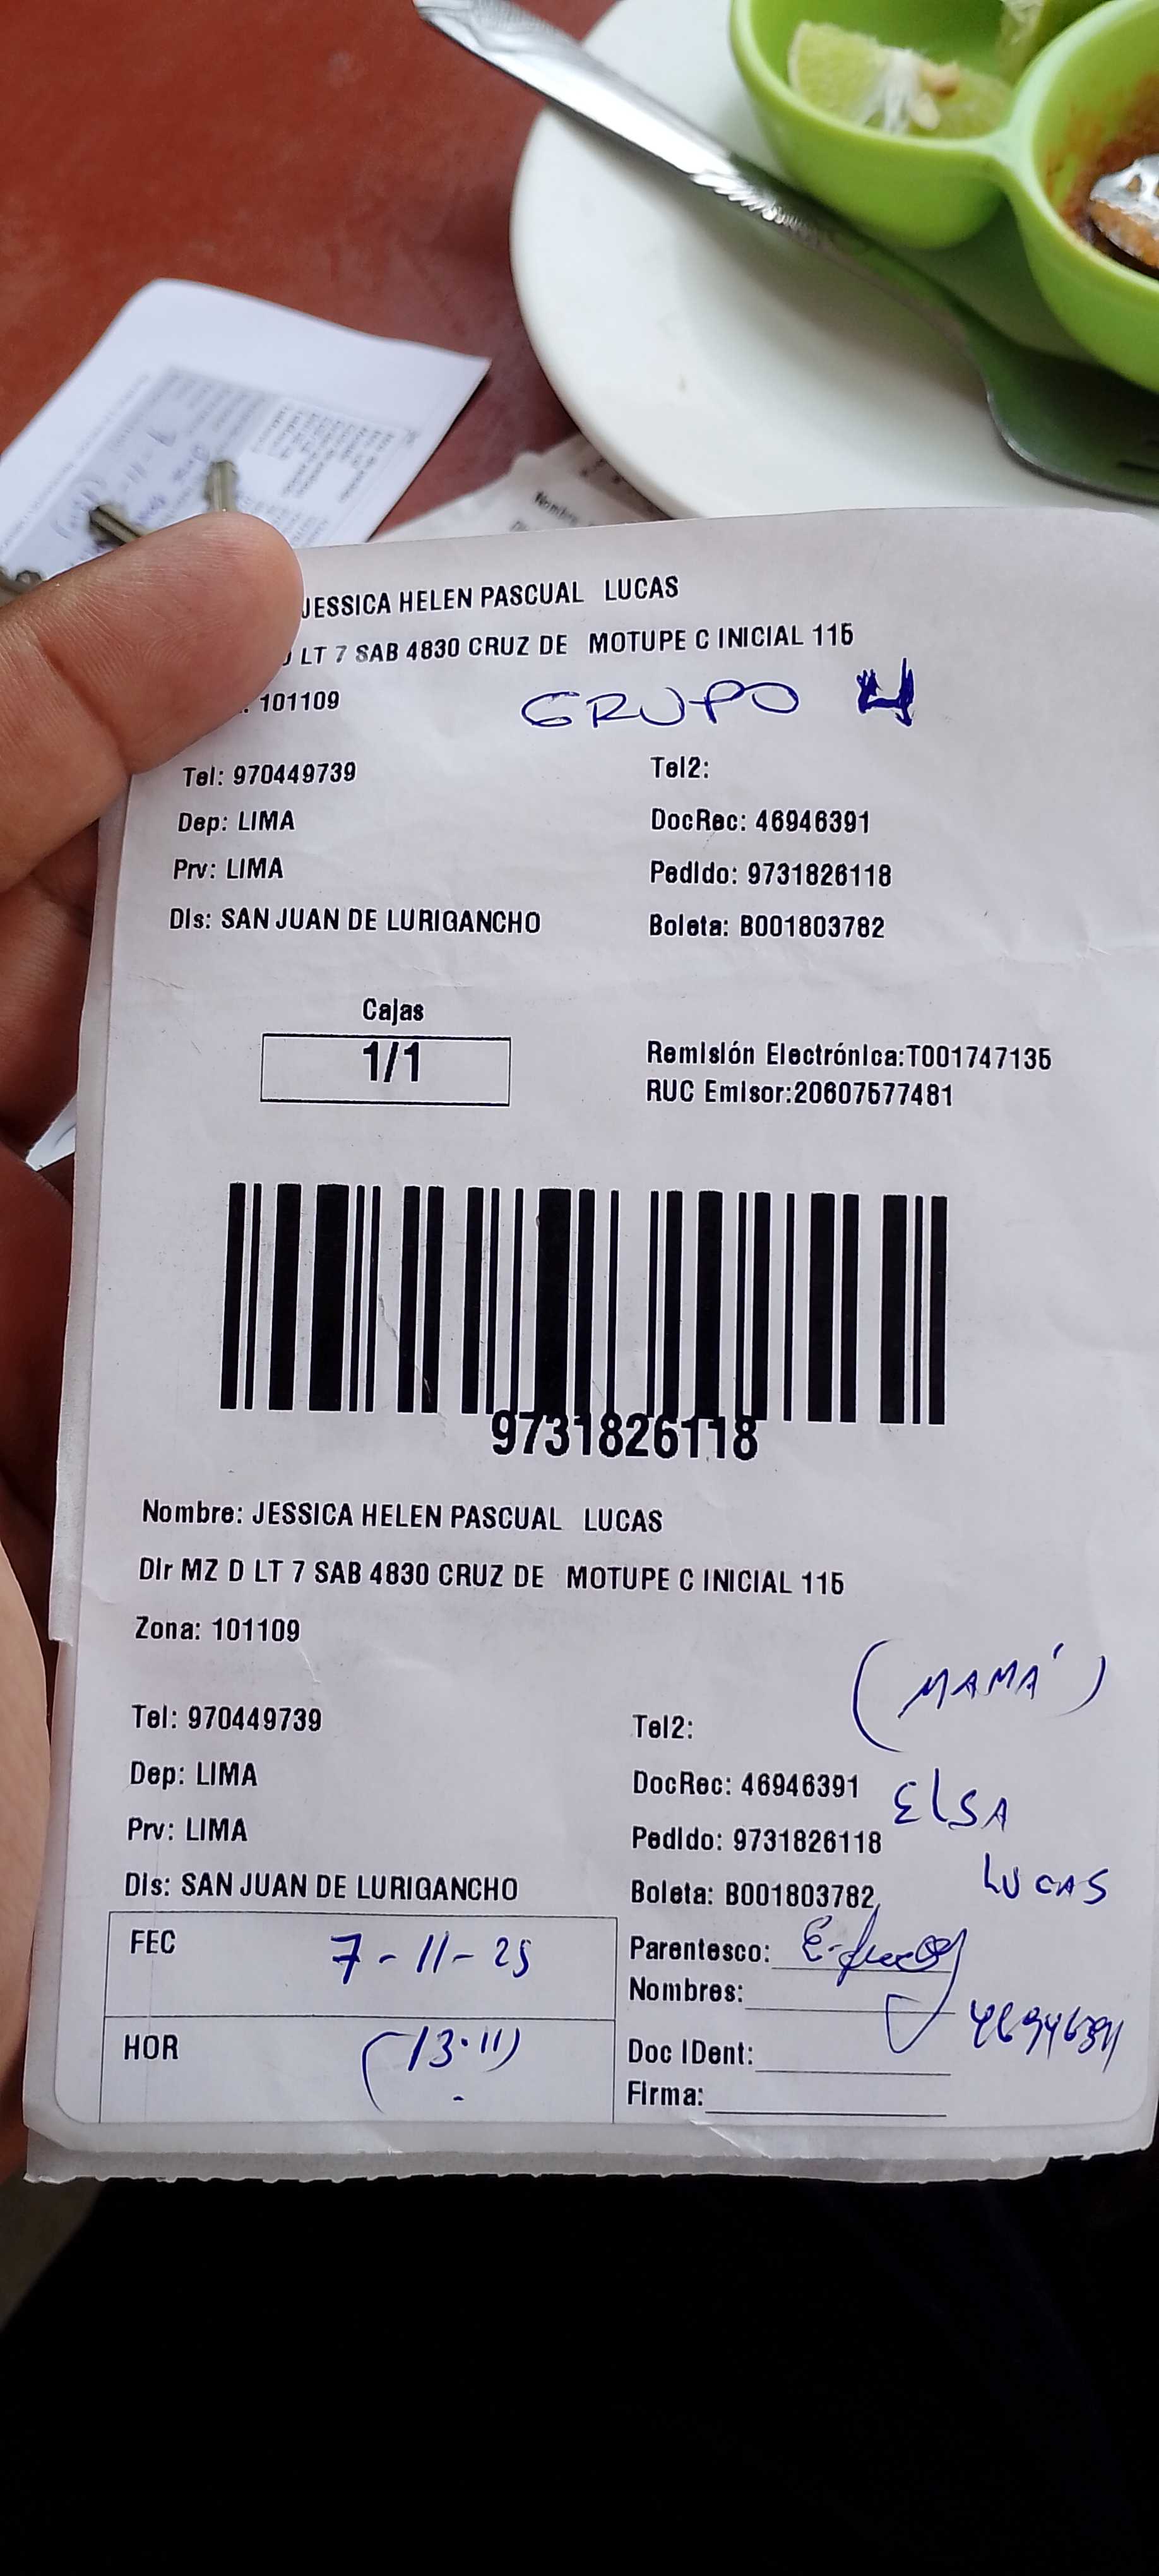 JESSICA HELEN PASCUAL LUCAS
LT 7 SAB 4830 CRUZ DE MOTUPE C INICIAL 115
101109
GRUPO 4
Tel: 970449739
Tel2:
Dep: LIMA
DocRec: 46946391
Prv: LIMA
Pedido: 9731826118
Dis: SAN JUAN DE LURIGANCHO
Boleta: B001803782
Cajas
1/1
Remisión Electrónica:T001747135
RUC Emisor:20607577481
9731826118
Nombre: JESSICA HELEN PASCUAL LUCAS
Dir MZ D LT 7 SAB 4830 CRUZ DE MOTUPE C INICIAL 115
Zona: 101109
(MAMÁ)
Tel: 970449739
Tel2:
Dep: LIMA
DocRec: 46946391
ELSA
Prv: LIMA
Pedido: 9731826118
LUCAS
Dis: SAN JUAN DE LURIGANCHO
Boleta: B001803782
FEC
7-11-25
Parentesco:
Nombres:
46946391
HOR
(13.11)
Doc IDent:
Firma: